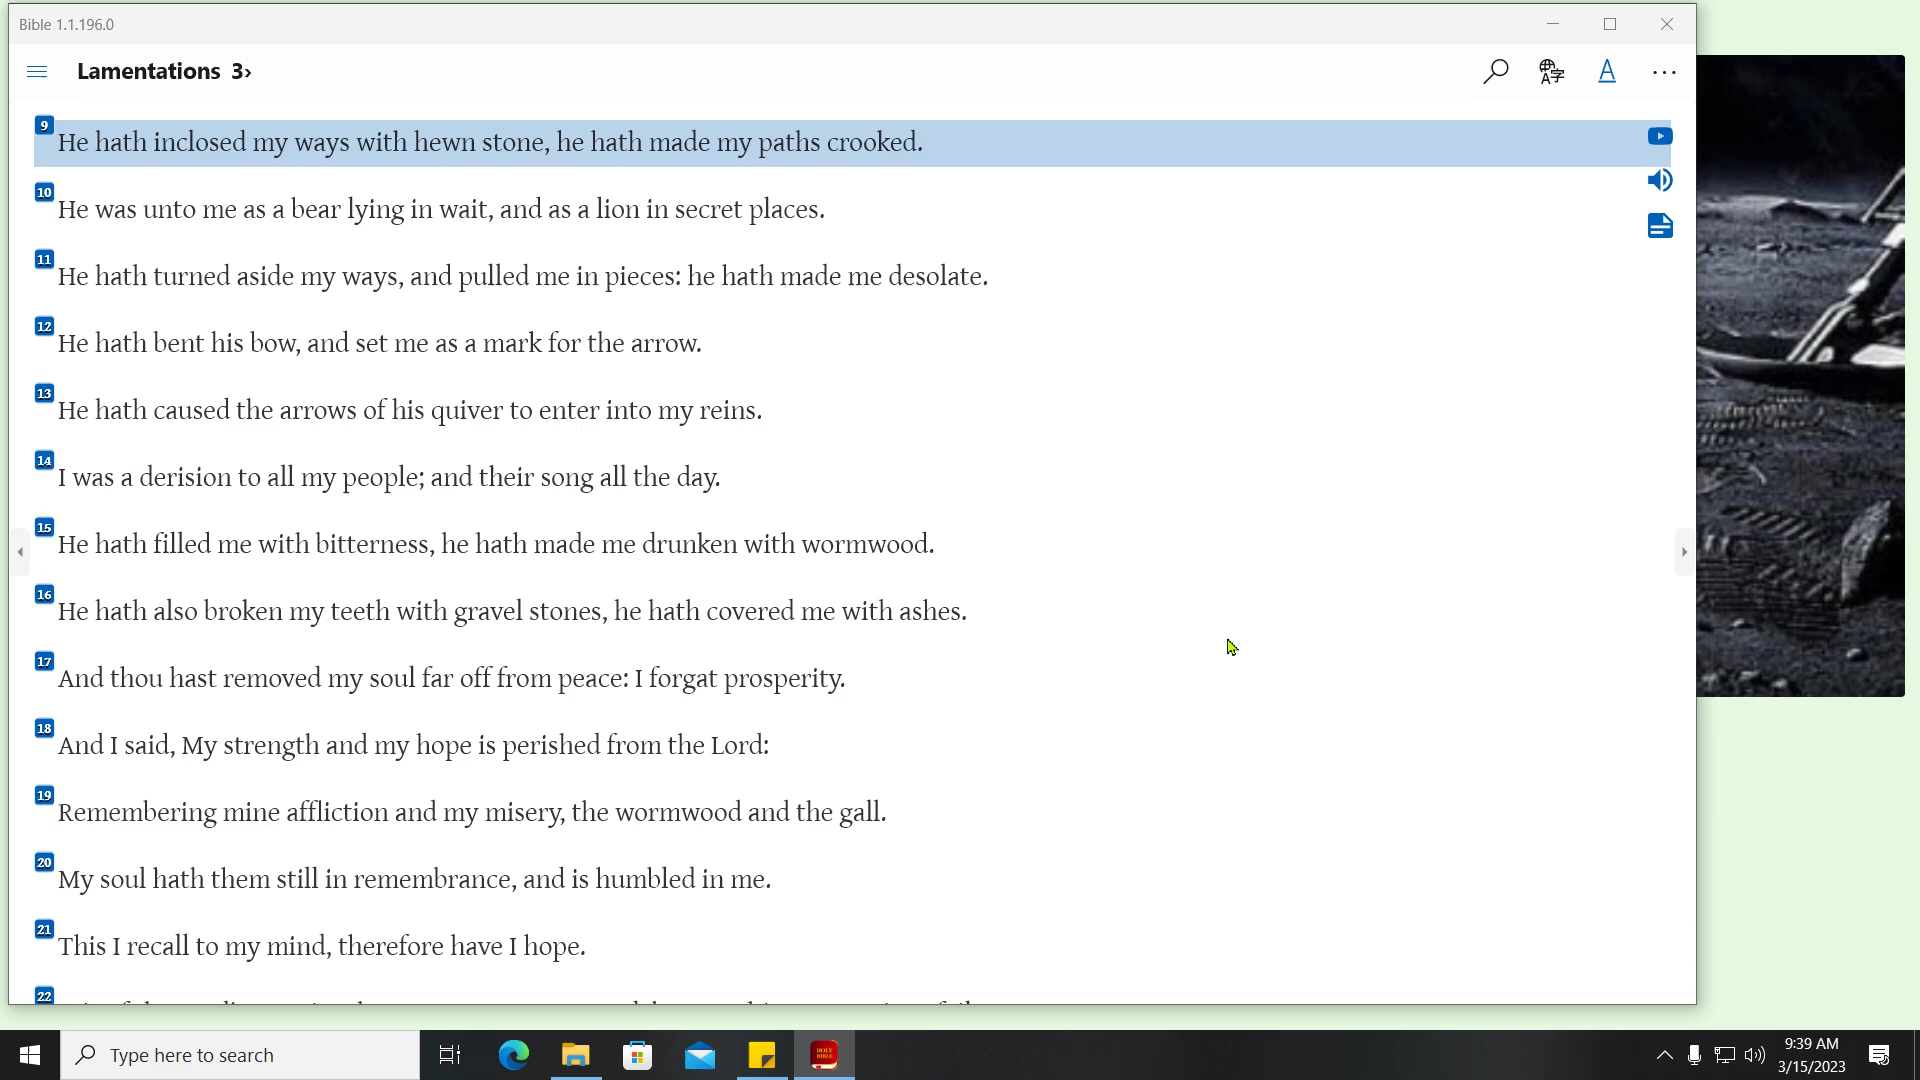 Bible 1.1.196.0
Lamentations 3›
9 He hath inclosed my ways with hewn stone, he hath made my paths crooked.
10 He was unto me as a bear lying in wait, and as a lion in secret places.
11 He hath turned aside my ways, and pulled me in pieces: he hath made me desolate.
12 He hath bent his bow, and set me as a mark for the arrow.
13 He hath caused the arrows of his quiver to enter into my reins.
14 I was a derision to all my people; and their song all the day.
15 He hath filled me with bitterness, he hath made me drunken with wormwood.
16 He hath also broken my teeth with gravel stones, he hath covered me with ashes.
17 And thou hast removed my soul far off from peace: I forgat prosperity.
18 And I said, My strength and my hope is perished from the Lord:
19 Remembering mine affliction and my misery, the wormwood and the gall.
20 My soul hath them still in remembrance, and is humbled in me.
21 This I recall to my mind, therefore have I hope.
22
Type here to search
HOLY BIBLE
9:39 AM
3/15/2023